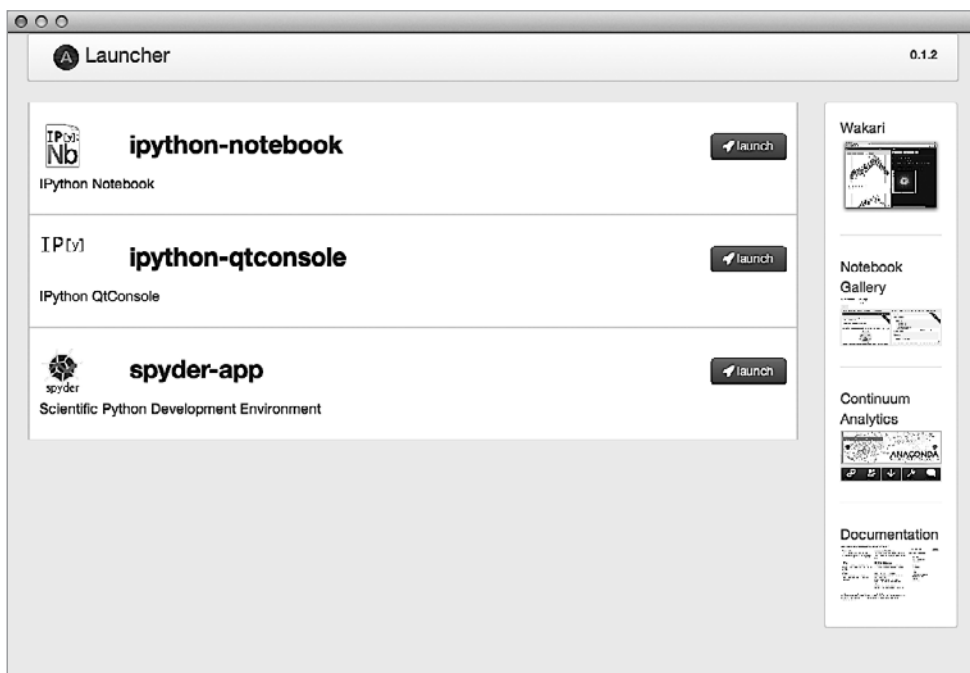 A Launcher
0.1.2
IP[y]:
Nb
ipython-notebook
launch
IPython Notebook
IP[y]
ipython-qtconsole
launch
IPython QtConsole
spyder
spyder-app
launch
Scientific Python Development Environment
Wakari
Notebook
Gallery
Continuum
Analytics
ANACONDA
Documentation